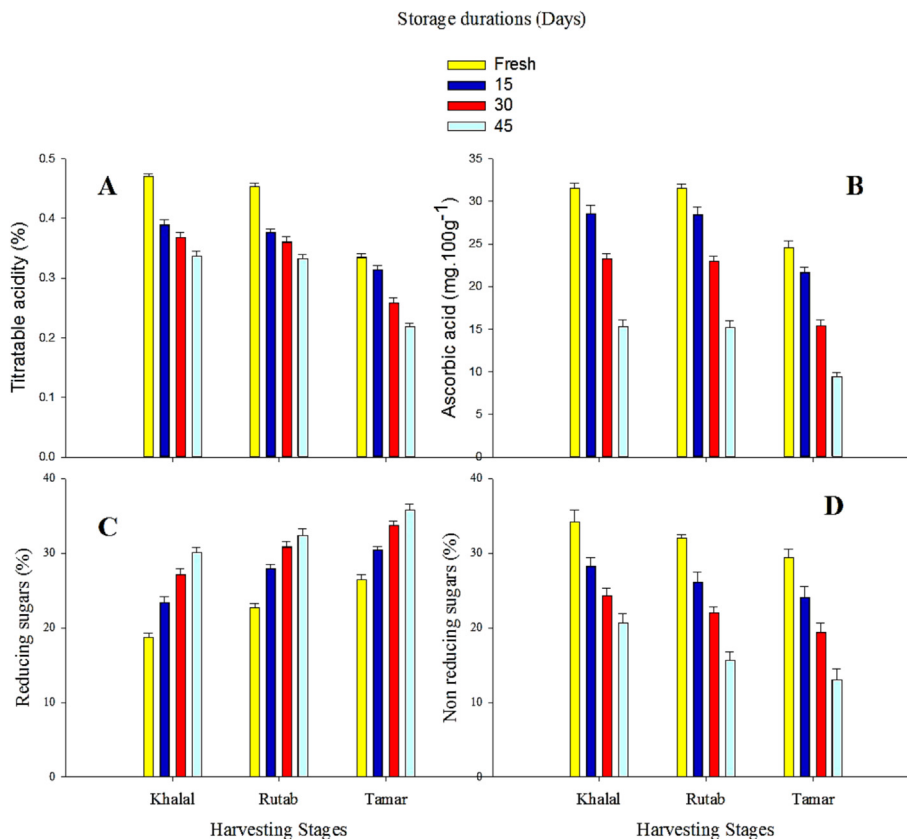 Storage durations (Days)
Fresh
15
30
45
A
Titratable acidity (%)
0.5
0.4
0.3
0.2
0.1
0.0
B
Ascorbic acid (mg.100g-1)
35
30
25
20
15
10
5
0
C
Reducing sugars (%)
40
30
20
10
0
Khalal Rutab Tamar
Harvesting Stages
D
Non reducing sugars (%)
40
30
20
10
0
Khalal Rutab Tamar
Harvesting Stages